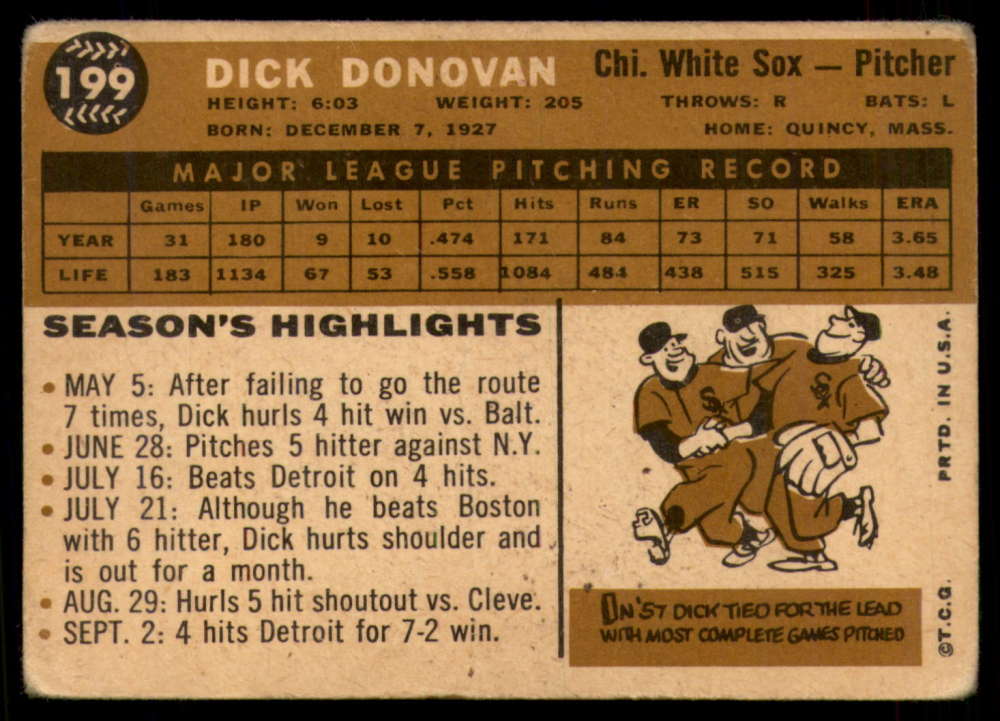 199
DICK DONOVAN Chi. White Sox — Pitcher
HEIGHT: 6:03 WEIGHT: 205 THROWS: R BATS: L
BORN: DECEMBER 7, 1927 HOME: QUINCY, MASS.
MAJOR LEAGUE PITCHING RECORD
Games IP Won Lost Pct Hits Runs ER SO Walks ERA
YEAR 31 180 9 10 .474 171 84 73 71 58 3.65
LIFE 183 1134 67 53 .558 1084 484 438 515 325 3.48
SEASON'S HIGHLIGHTS
• MAY 5: After failing to go the route
7 times, Dick hurls 4 hit win vs. Balt.
• JUNE 28: Pitches 5 hitter against N.Y.
• JULY 16: Beats Detroit on 4 hits.
• JULY 21: Although he beats Boston
with 6 hitter, Dick hurts shoulder and
is out for a month.
• AUG. 29: Hurls 5 hit shoutout vs. Cleve.
• SEPT. 2: 4 hits Detroit for 7-2 win.
SOX
SOX
IN '57 DICK TIED FOR THE LEAD
WITH MOST COMPLETE GAMES PITCHED
©T.C.G. PRTD. IN U.S.A.